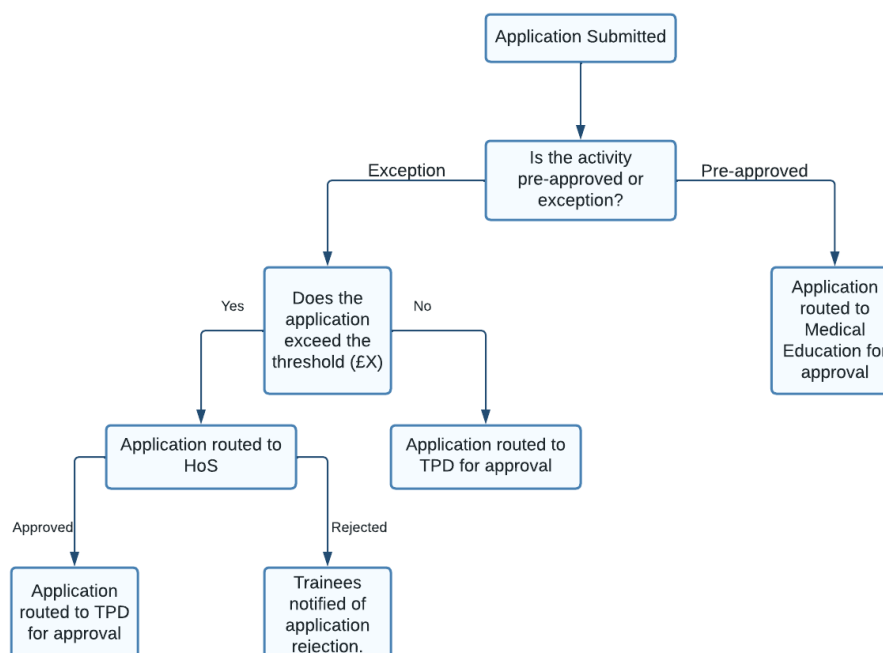 Application Submitted
Is the activity
pre-approved or
exception?
Exception
Pre-approved
Does the
application
exceed the
threshold (£X)
Application
routed to
Medical
Education for
approval
Yes
No
Application routed to
HoS
Application routed to
TPD for approval
Approved
Rejected
Application
routed to TPD
for approval
Trainees
notified of
application
rejection.